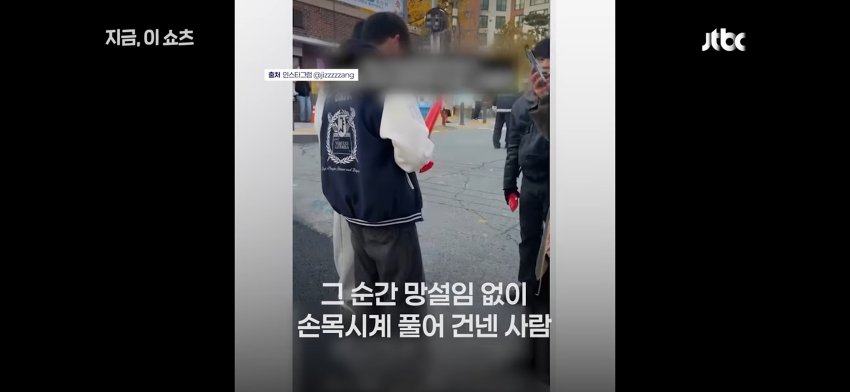 지금, 이 쇼츠
jtbc
출처 인스타그램 @jizzzzzang
그 순간 망설임 없이
손목시계 풀어 건넨 사람